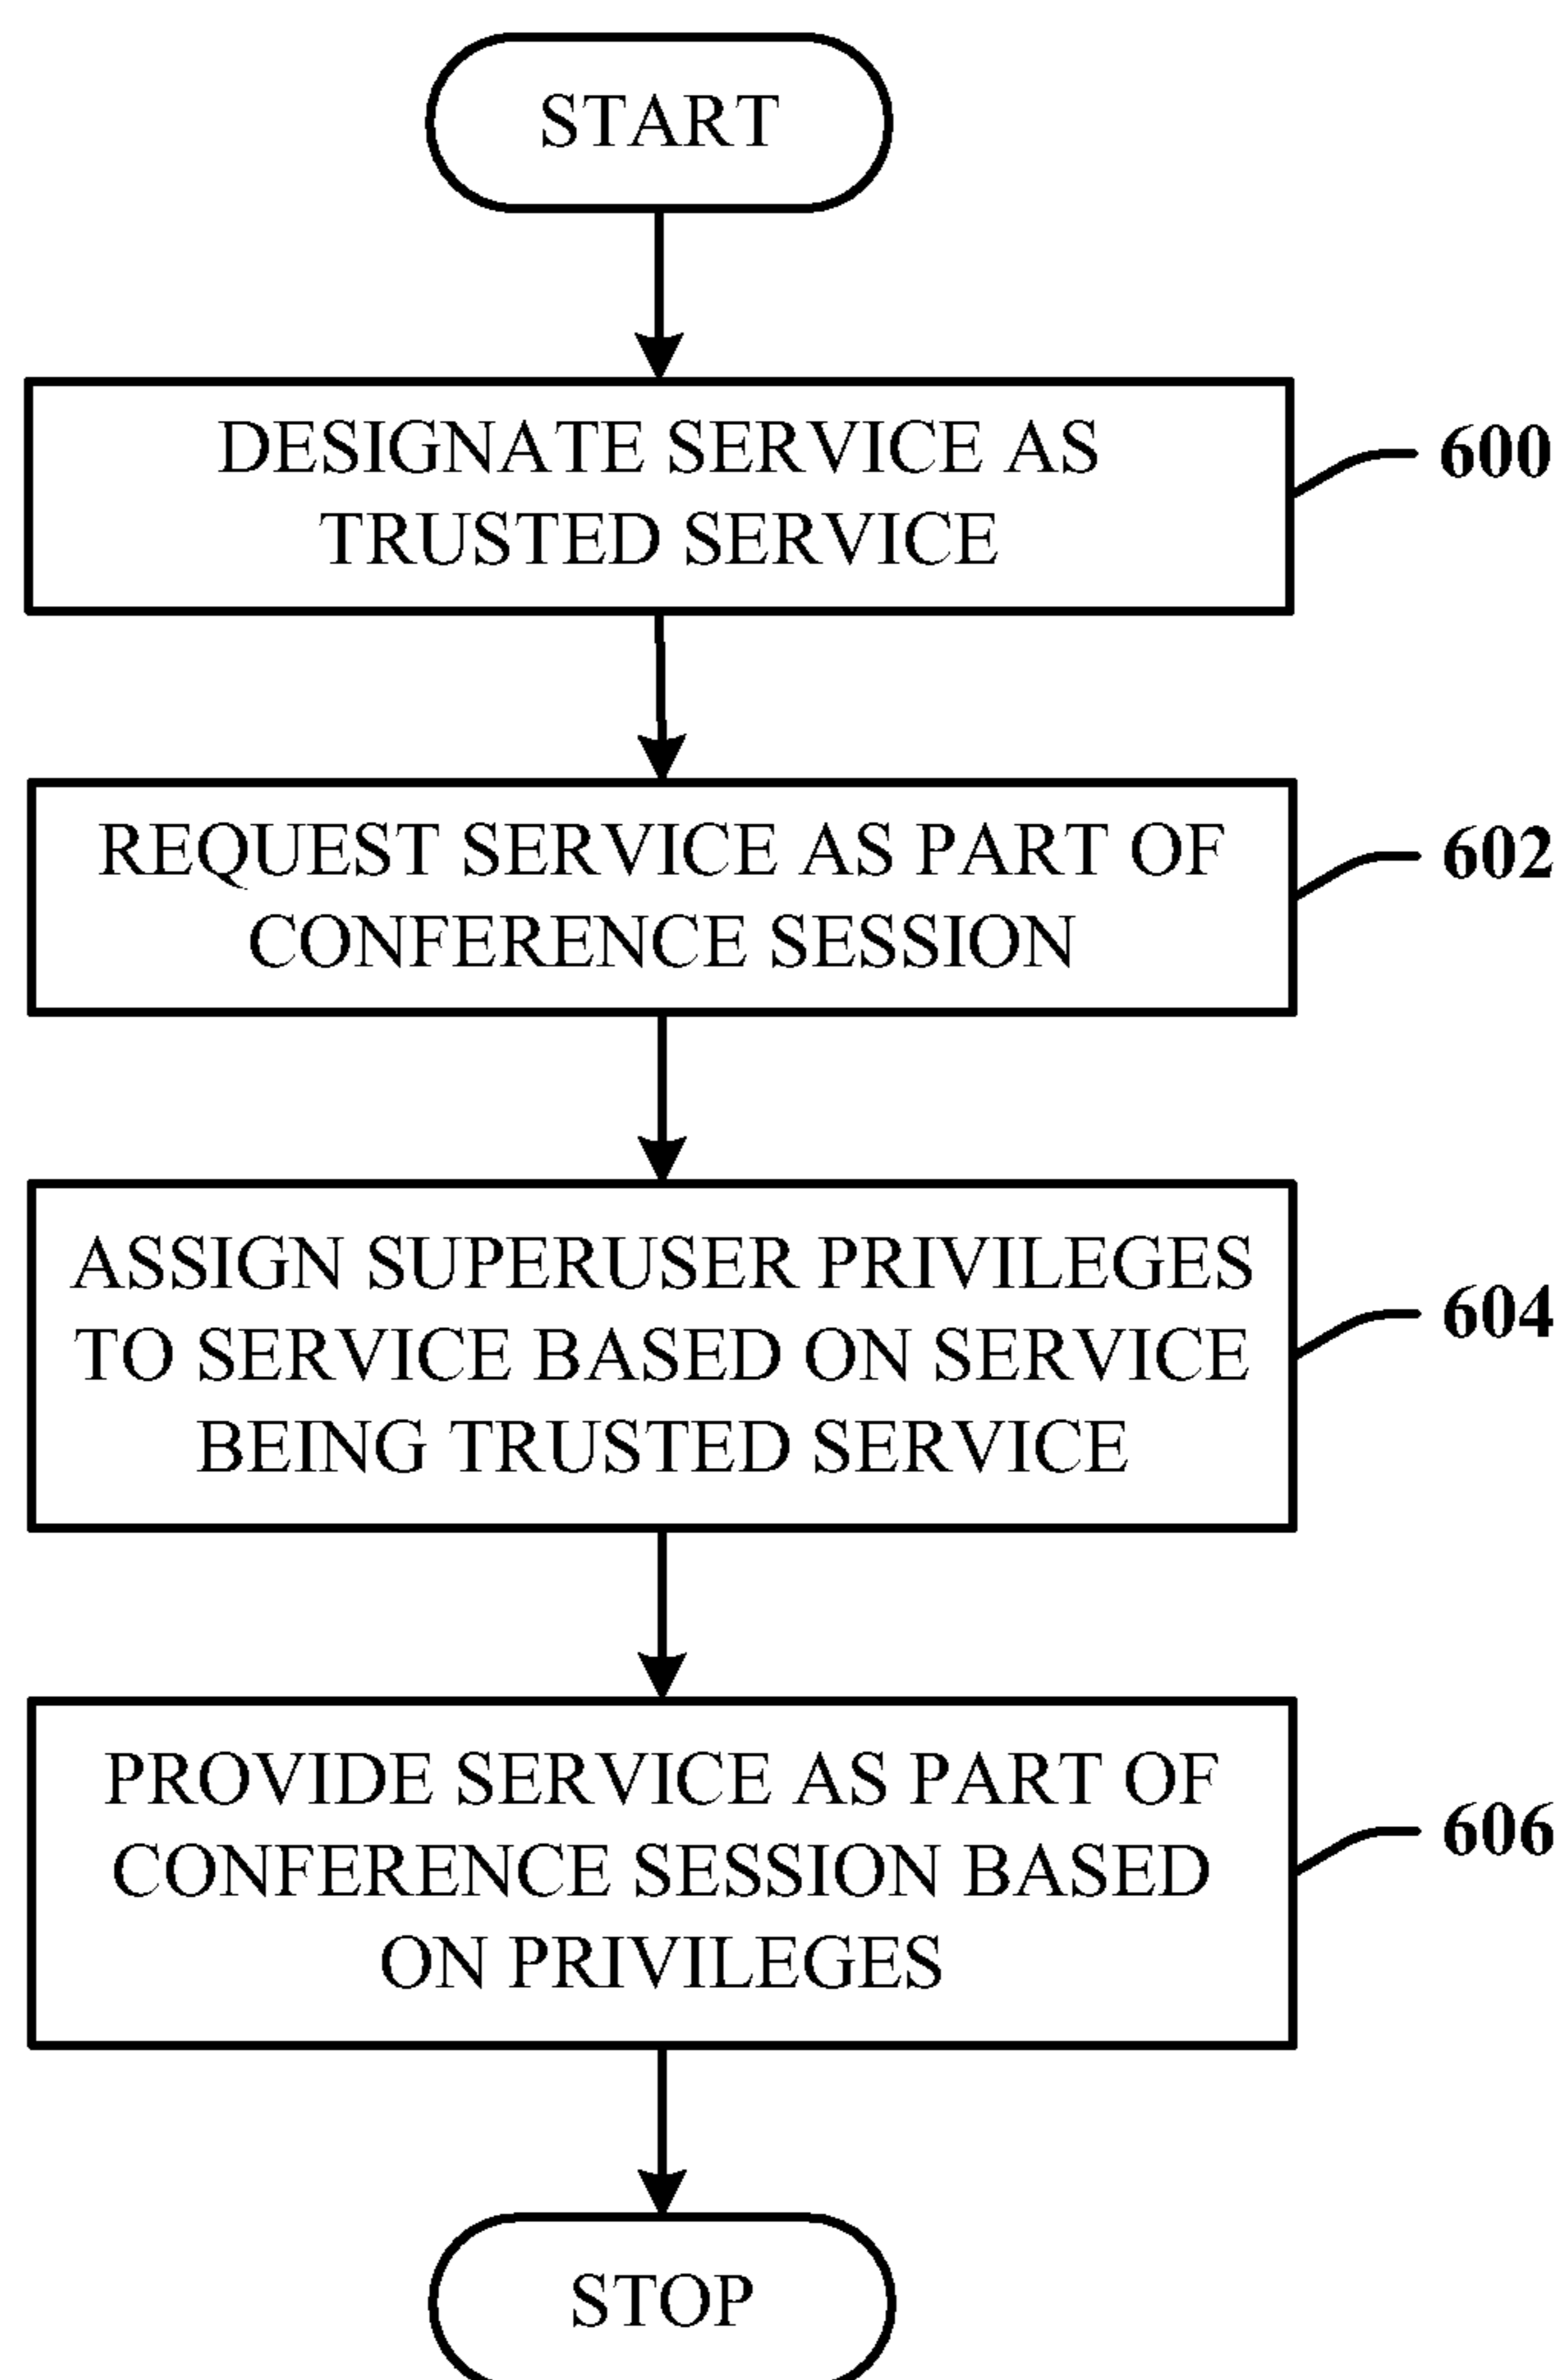 START
DESIGNATE SERVICE AS
TRUSTED SERVICE
600
REQUEST SERVICE AS PART OF
CONFERENCE SESSION
602
ASSIGN SUPERUSER PRIVILEGES
TO SERVICE BASED ON SERVICE
BEING TRUSTED SERVICE
604
PROVIDE SERVICE AS PART OF
CONFERENCE SESSION BASED
ON PRIVILEGES
606
STOP